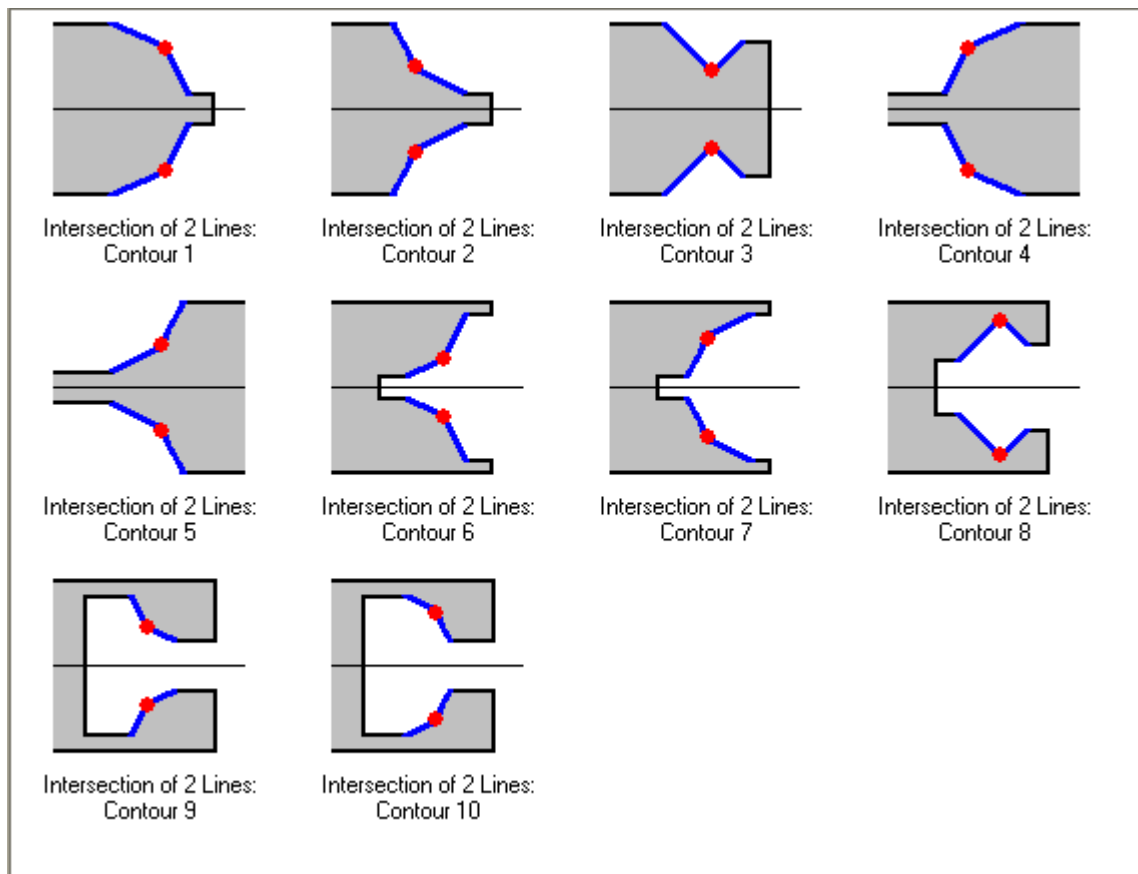 Intersection of 2 Lines:
Contour 1
Intersection of 2 Lines:
Contour 2
Intersection of 2 Lines:
Contour 3
Intersection of 2 Lines:
Contour 4
Intersection of 2 Lines:
Contour 5
Intersection of 2 Lines:
Contour 6
Intersection of 2 Lines:
Contour 7
Intersection of 2 Lines:
Contour 8
Intersection of 2 Lines:
Contour 9
Intersection of 2 Lines:
Contour 10